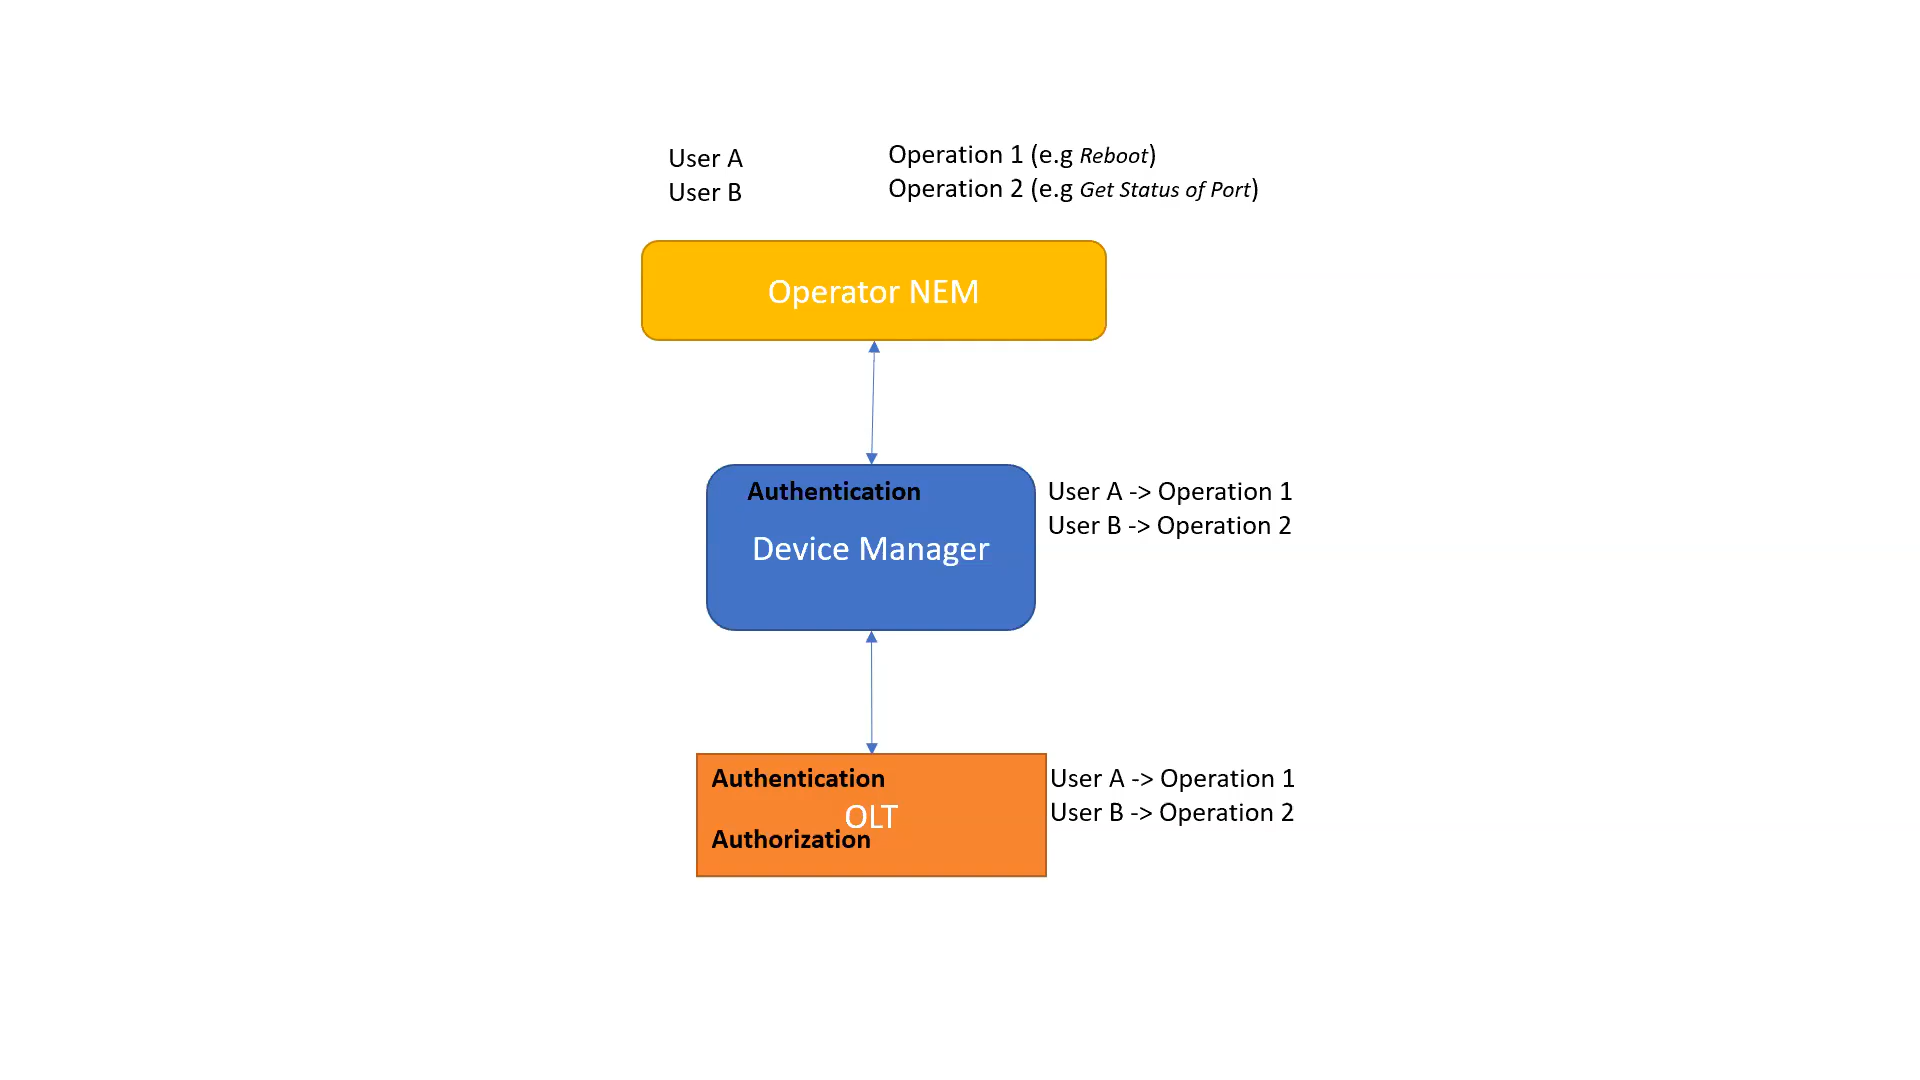 User A
User B
Operation 1 (e.g Reboot)
Operation 2 (e.g Get Status of Port)
Operator NEM
Authentication
Device Manager
User A -> Operation 1
User B -> Operation 2
Authentication
OLT
Authorization
User A -> Operation 1
User B -> Operation 2